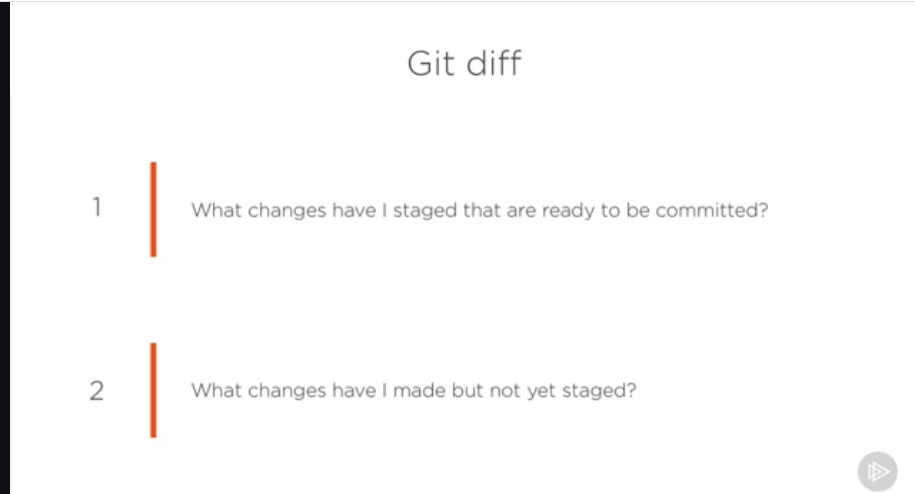 Git diff
1
What changes have I staged that are ready to be committed?
2
What changes have I made but not yet staged?